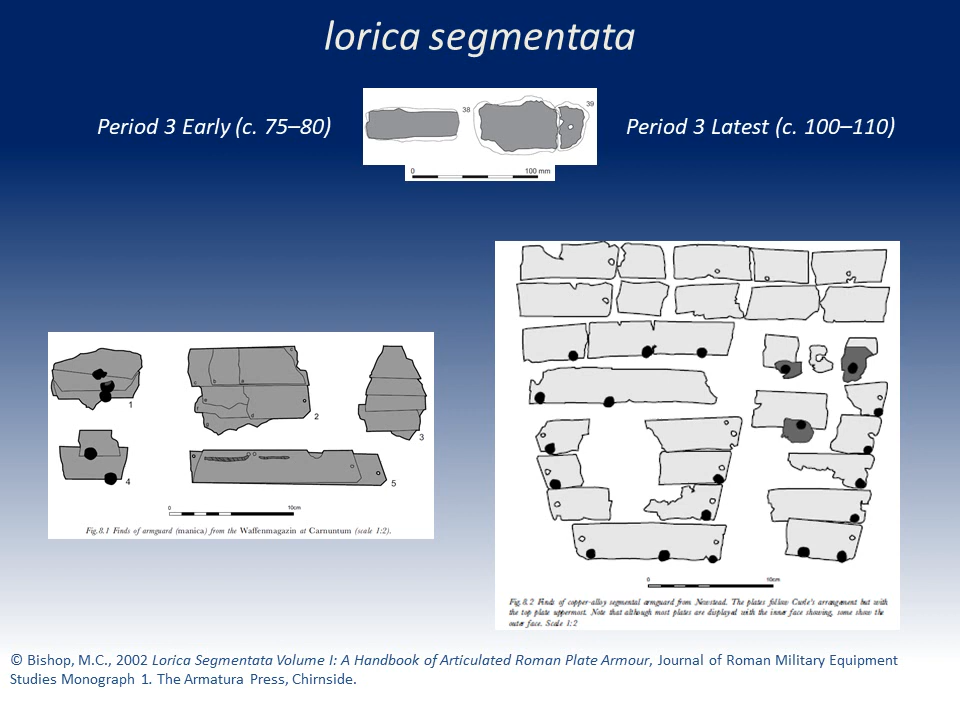 lorica segmentata
Period 3 Early (c. 75–80)
38
39
Period 3 Latest (c. 100–110)
0 100 mm
1
2
3
4
5
0 10cm
Fig.8.1 Finds of armguard (manica) from the Waffenmagazin at Carnuntum (scale 1:2).
0 10cm
Fig.8.2 Finds of copper-alloy segmental armguard from Newstead. The plates follow Curle's arrangement but with
the top plate uppermost. Note that although most plates are displayed with the inner face showing, some show the
outer face. Scale 1:2
© Bishop, M.C., 2002 Lorica Segmentata Volume I: A Handbook of Articulated Roman Plate Armour, Journal of Roman Military Equipment
Studies Monograph 1. The Armatura Press, Chirnside.